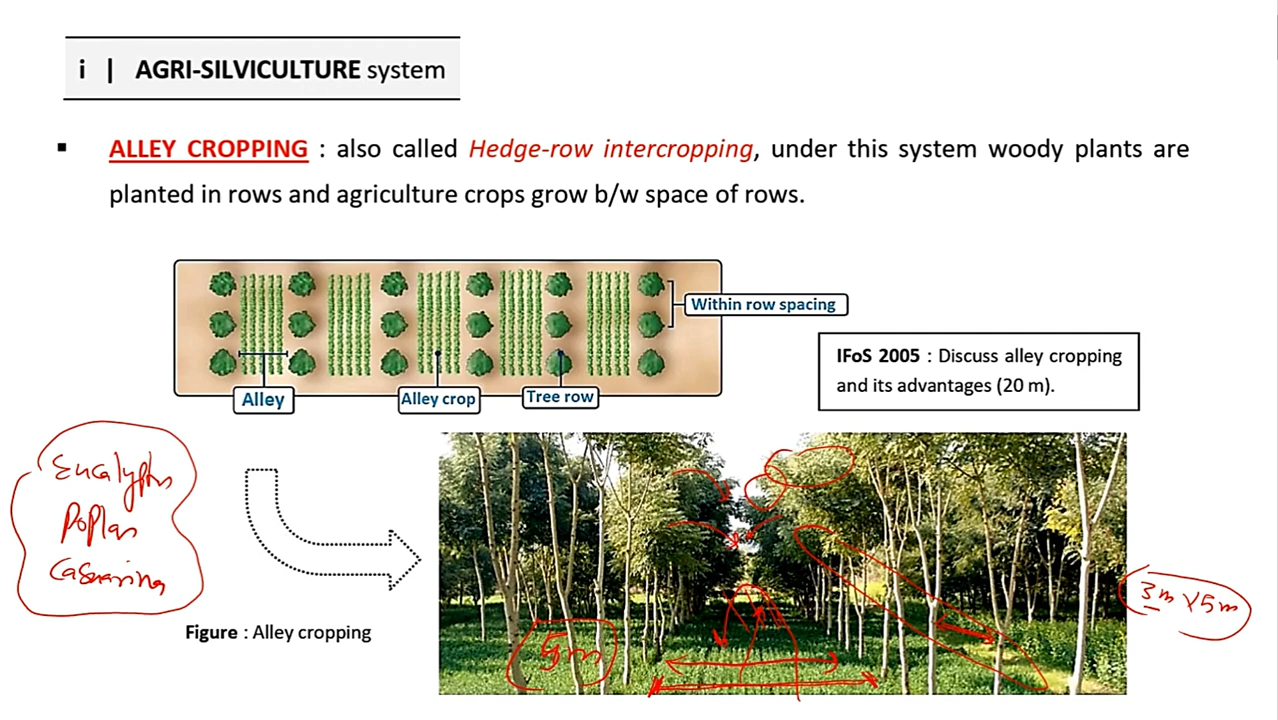 i | AGRI-SILVICULTURE system
▪ ALLEY CROPPING : also called Hedge-row intercropping, under this system woody plants are
planted in rows and agriculture crops grow b/w space of rows.
Within row spacing
Alley
Alley crop
Tree row
IFoS 2005 : Discuss alley cropping
and its advantages (20 m).
Eucalyptus
Poplar
Casuarina
Figure : Alley cropping
5m
3m x 5m